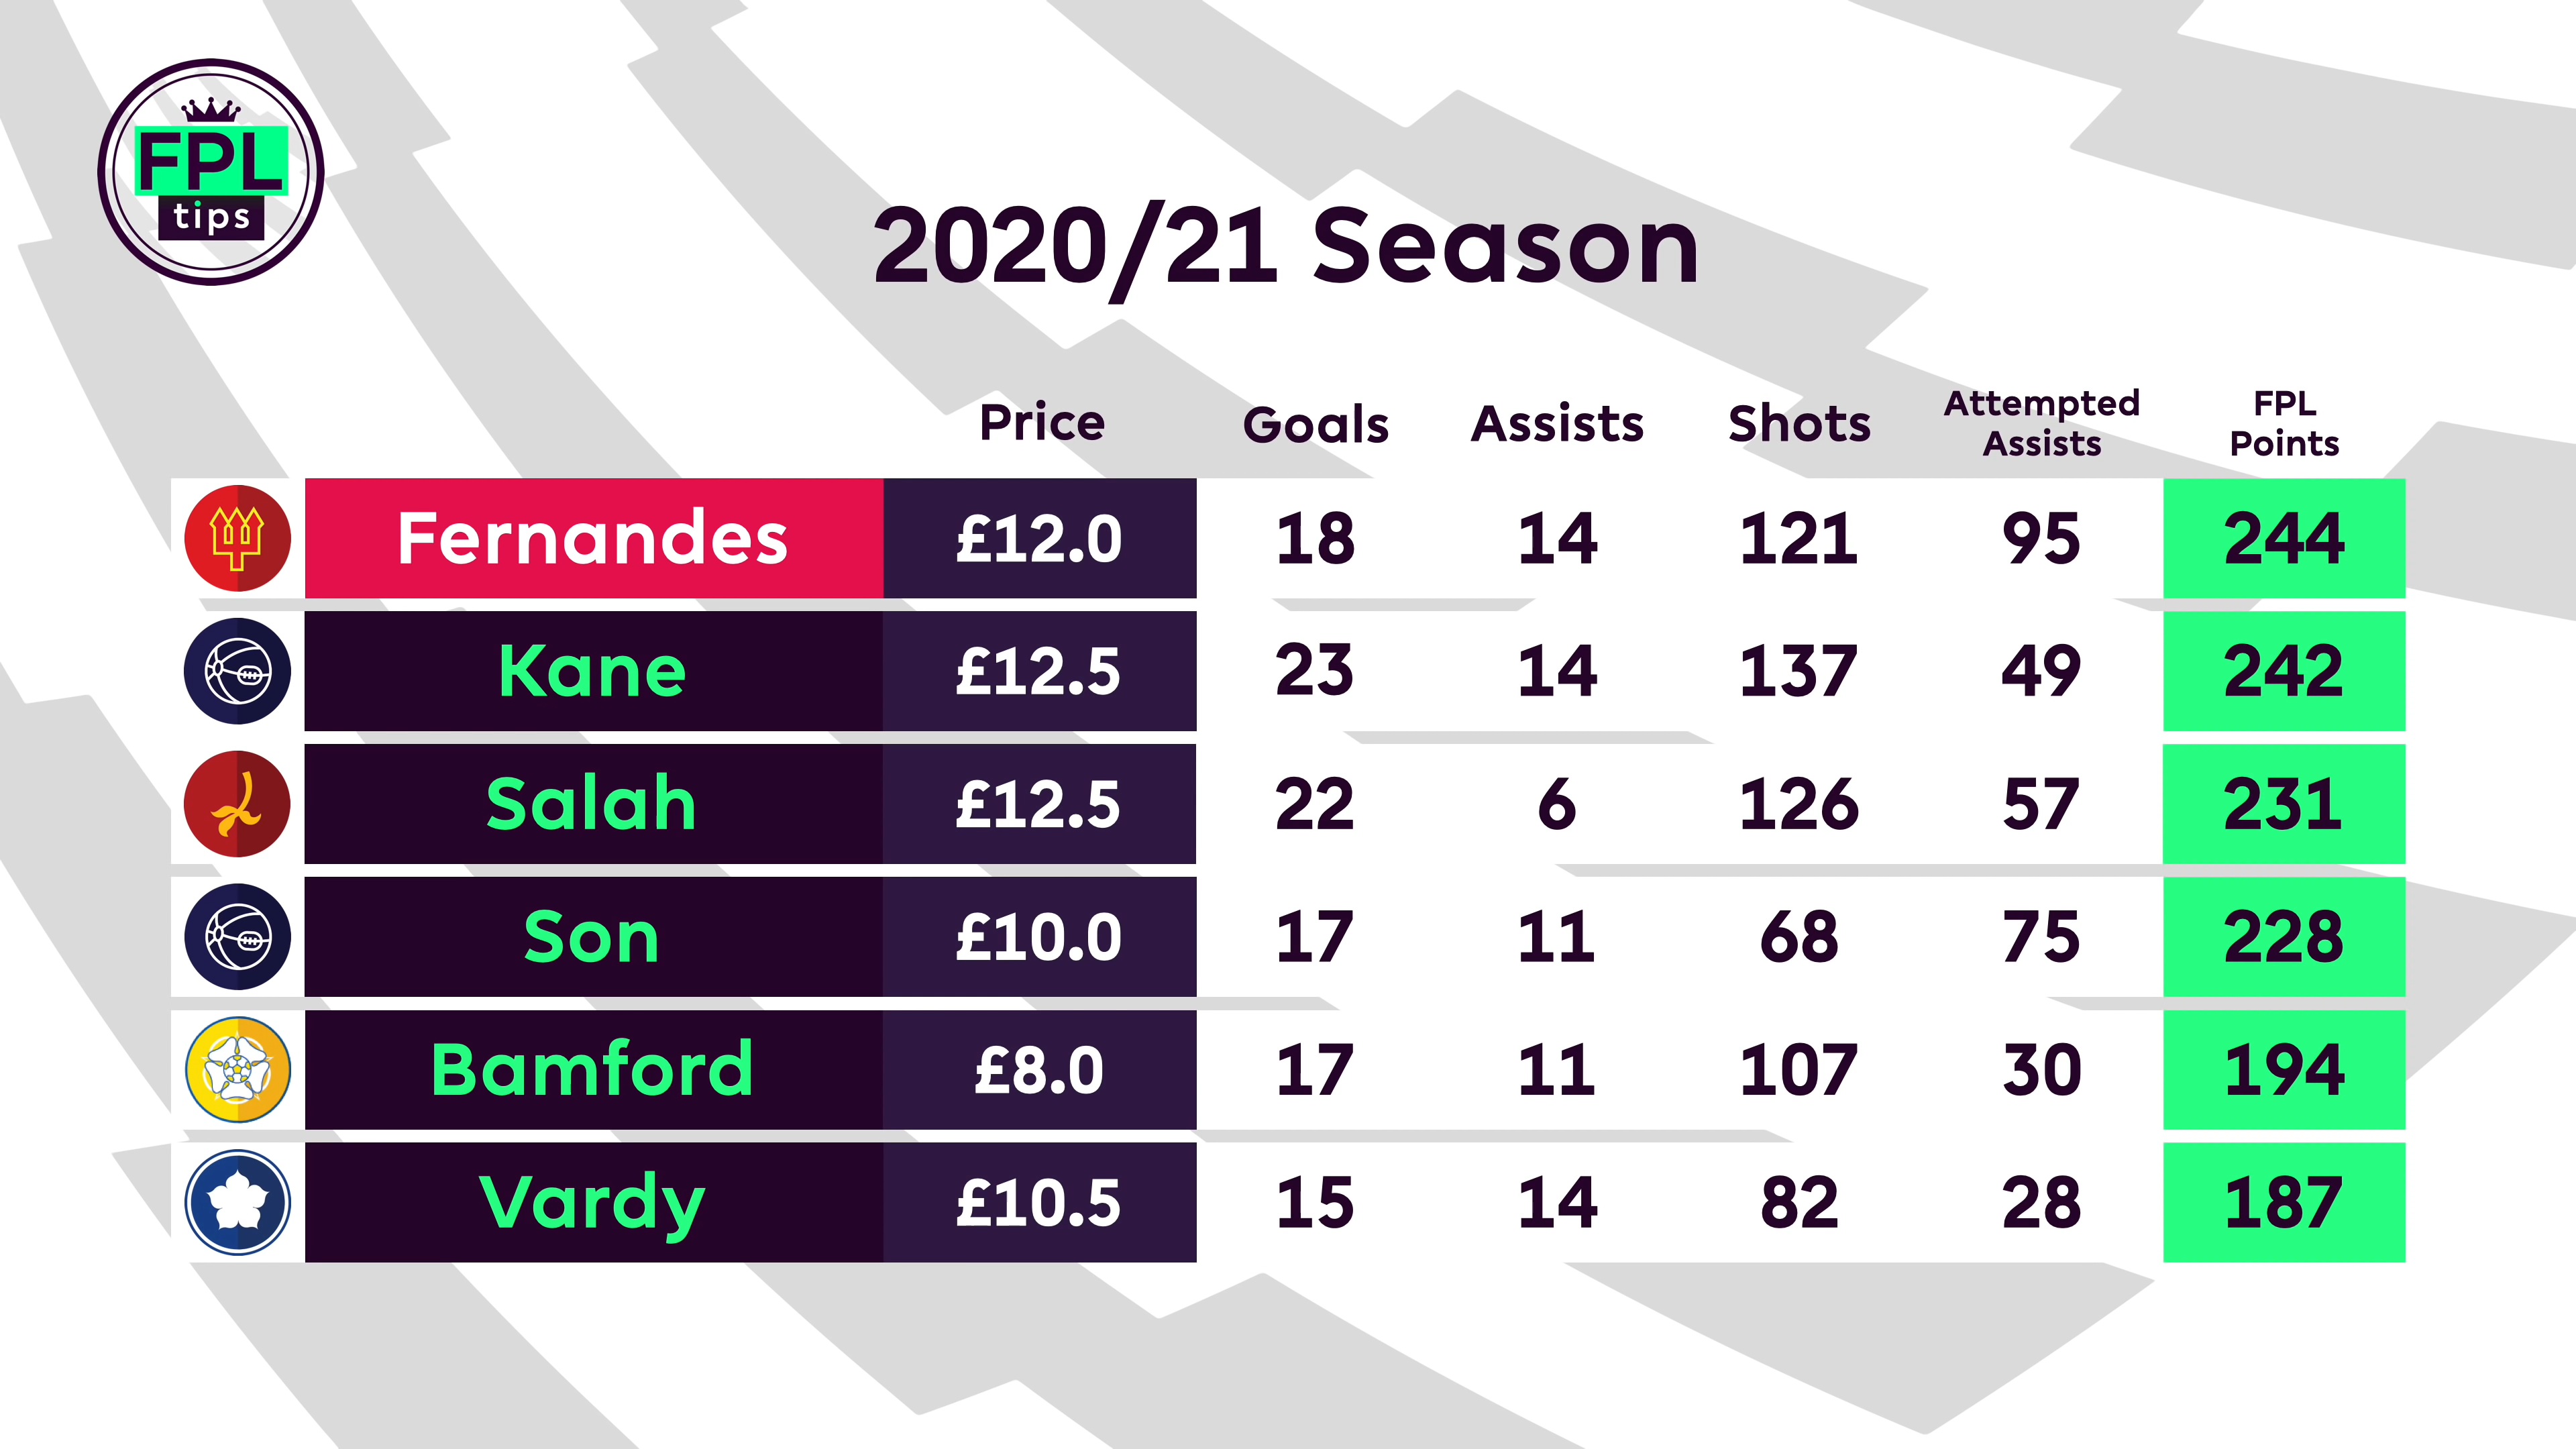 FPL
tips
2020/21 Season
Price Goals Assists Shots Attempted Assists FPL Points
Fernandes £12.0 18 14 121 95 244
Kane £12.5 23 14 137 49 242
Salah £12.5 22 6 126 57 231
Son £10.0 17 11 68 75 228
Bamford £8.0 17 11 107 30 194
Vardy £10.5 15 14 82 28 187